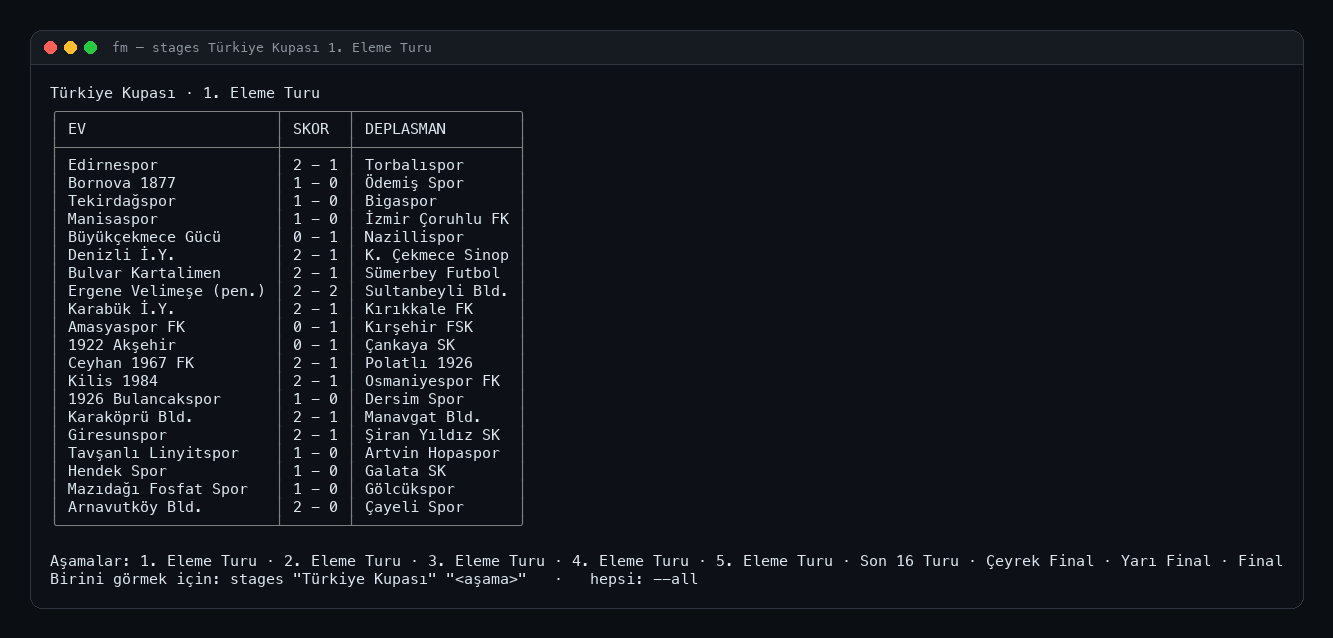 fm — stages Türkiye Kupası 1. Eleme Turu
Türkiye Kupası · 1. Eleme Turu
EV SKOR DEPLASMAN
Edirnespor 2 – 1 Torbalıspor
Bornova 1877 1 – 0 Ödemiş Spor
Tekirdağspor 1 – 0 Bigaspor
Manisaspor 1 – 0 İzmir Çoruhlu FK
Büyükçekmece Gücü 0 – 1 Nazillispor
Denizli İ.Y. 2 – 1 K. Çekmece Sinop
Bulvar Kartalimen 2 – 1 Sümerbey Futbol
Ergene Velimeşe (pen.) 2 – 2 Sultanbeyli Bld.
Karabük İ.Y. 2 – 1 Kırıkkale FK
Amasyaspor FK 0 – 1 Kırşehir FSK
1922 Akşehir 0 – 1 Çankaya SK
Ceyhan 1967 FK 2 – 1 Polatlı 1926
Kilis 1984 2 – 1 Osmaniyespor FK
1926 Bulancakspor 1 – 0 Dersim Spor
Karaköprü Bld. 2 – 1 Manavgat Bld.
Giresunspor 2 – 1 Şiran Yıldız SK
Tavşanlı Linyitspor 1 – 0 Artvin Hopaspor
Hendek Spor 1 – 0 Galata SK
Mazıdağı Fosfat Spor 1 – 0 Gölcükspor
Arnavutköy Bld. 2 – 0 Çayeli Spor
Aşamalar: 1. Eleme Turu · 2. Eleme Turu · 3. Eleme Turu · 4. Eleme Turu · 5. Eleme Turu · Son 16 Turu · Çeyrek Final · Yarı Final · Final
Birini görmek için: stages "Türkiye Kupası" "<aşama>" · hepsi: --all